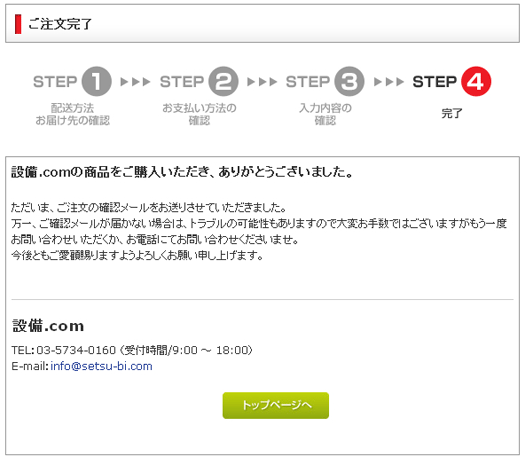 ご注文完了
STEP 1 STEP 2 STEP 3 STEP 4
配送方法
お届け先の確認
お支払い方法の
確認
入力内容の
確認
完了
設備.comの商品をご購入いただき、ありがとうございました。
ただいま、ご注文の確認メールをお送りさせていただきました。
万一、ご確認メールが届かない場合は、トラブルの可能性もありますので大変お手数ではございますがもう一度
お問い合わせいただくか、お電話にてお問い合わせくださいませ。
今後ともご愛顧賜りますようよろしくお願い申し上げます。
設備.com
TEL:03-5734-0160 (受付時間/9:00 ～ 18:00)
E-mail:info@setsu-bi.com
トップページへ